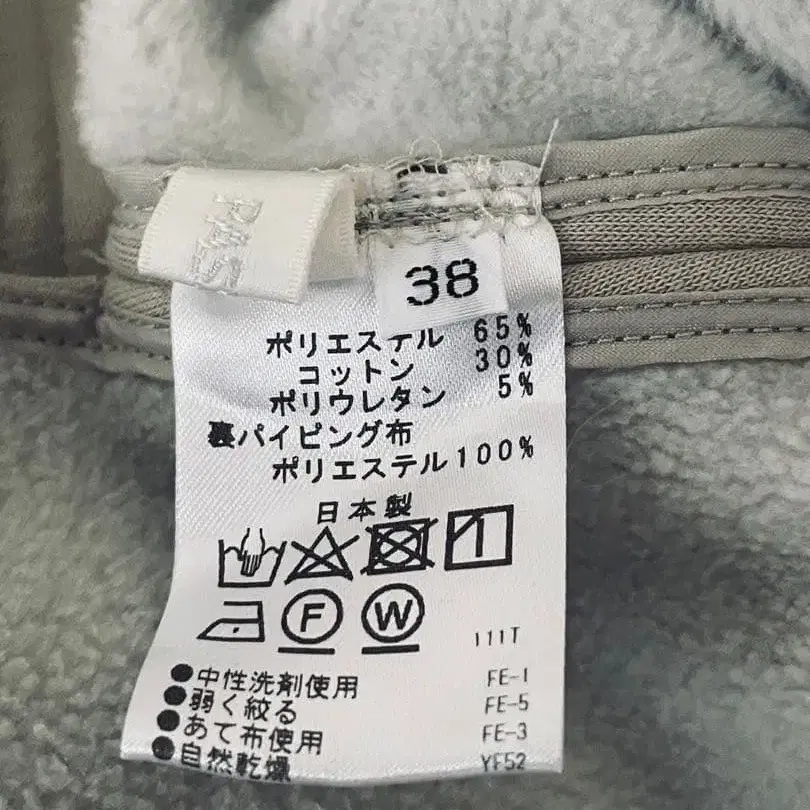 38
ポリエステル 65%
コットン 30%
ポリウレタン 5%
裏パイピング布
ポリエステル100%
日本製
F W
111T
●中性洗剤使用 FE-1
●弱く絞る FE-5
●あて布使用 FE-3
●自然乾燥 YF52